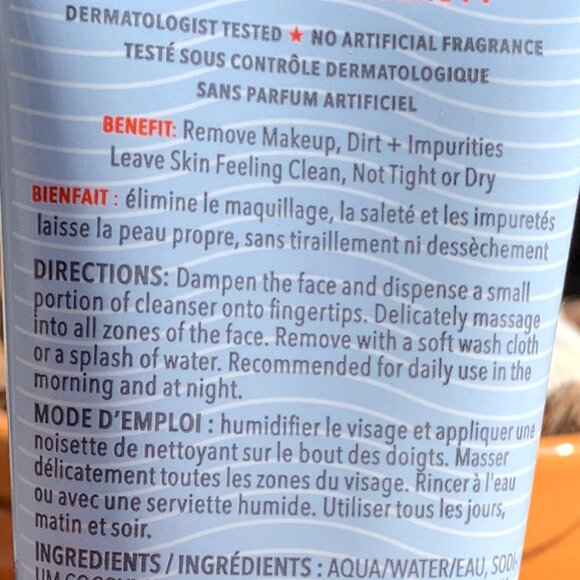 DERMATOLOGIST TESTED ★ NO ARTIFICIAL FRAGRANCE
TESTÉ SOUS CONTRÔLE DERMATOLOGIQUE
SANS PARFUM ARTIFICIEL
BENEFIT: Remove Makeup, Dirt + Impurities
Leave Skin Feeling Clean, Not Tight or Dry
BIENFAIT : élimine le maquillage, la saleté et les impuretés
laisse la peau propre, sans tiraillement ni dessèchement
DIRECTIONS: Dampen the face and dispense a small
portion of cleanser onto fingertips. Delicately massage
into all zones of the face. Remove with a soft wash cloth
or a splash of water. Recommended for daily use in the
morning and at night.
MODE D'EMPLOI : humidifier le visage et appliquer une
noisette de nettoyant sur le bout des doigts. Masser
délicatement toutes les zones du visage. Rincer à l'eau
ou avec une serviette humide. Utiliser tous les jours,
matin et soir.
INGREDIENTS / INGRÉDIENTS : AQUA/WATER/EAU, SODI-